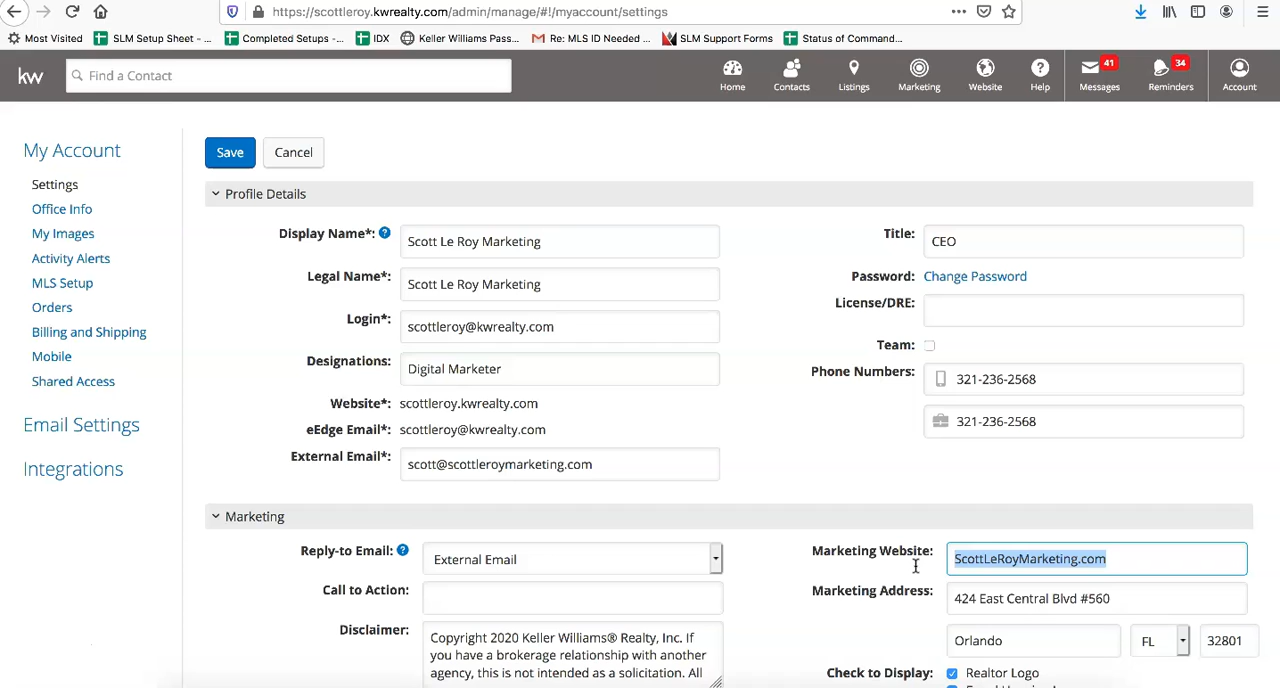 https://scottleroy.kwrealty.com/admin/manage/#!/myaccount/settings
Most Visited SLM Setup Sheet - ... Completed Setups -... IDX Keller Williams Pass... Re: MLS ID Needed ... SLM Support Forms Status of Command...
kw Find a Contact Home Contacts Listings Marketing Website Help 41 Messages 34 Reminders Account
My Account
Settings
Office Info
My Images
Activity Alerts
MLS Setup
Orders
Billing and Shipping
Mobile
Shared Access
Email Settings
Integrations
Save Cancel
Profile Details
Display Name*: ? Scott Le Roy Marketing
Legal Name*: Scott Le Roy Marketing
Login*: scottleroy@kwrealty.com
Designations: Digital Marketer
Website*: scottleroy.kwrealty.com
eEdge Email*: scottleroy@kwrealty.com
External Email*: scott@scottleroymarketing.com
Title: CEO
Password: Change Password
License/DRE:
Team:
Phone Numbers: 321-236-2568
321-236-2568
Marketing
Reply-to Email: ? External Email
Call to Action:
Disclaimer: Copyright 2020 Keller Williams® Realty, Inc. If
you have a brokerage relationship with another
agency, this is not intended as a solicitation. All
Marketing Website: ScottLeRoyMarketing.com
Marketing Address: 424 East Central Blvd #560
Orlando FL 32801
Check to Display: Realtor Logo